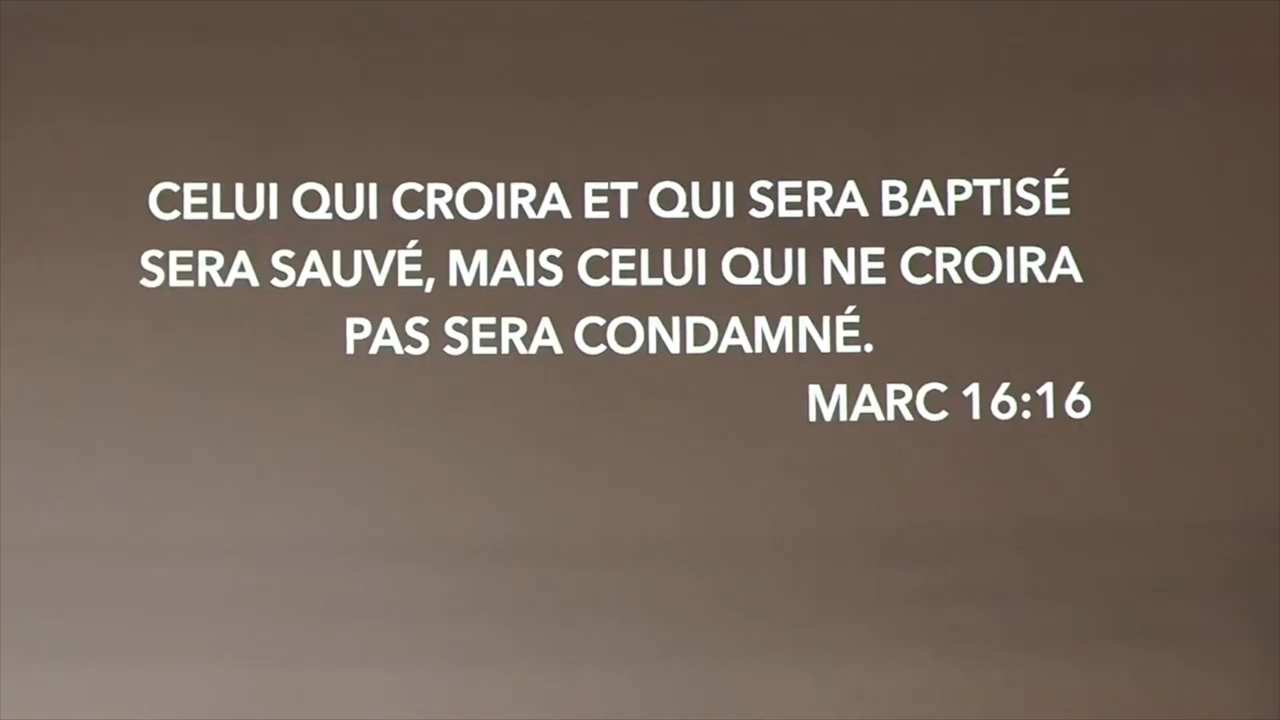 CELUI QUI CROIRA ET QUI SERA BAPTISÉ
SERA SAUVÉ, MAIS CELUI QUI NE CROIRA
PAS SERA CONDAMNÉ.
MARC 16:16